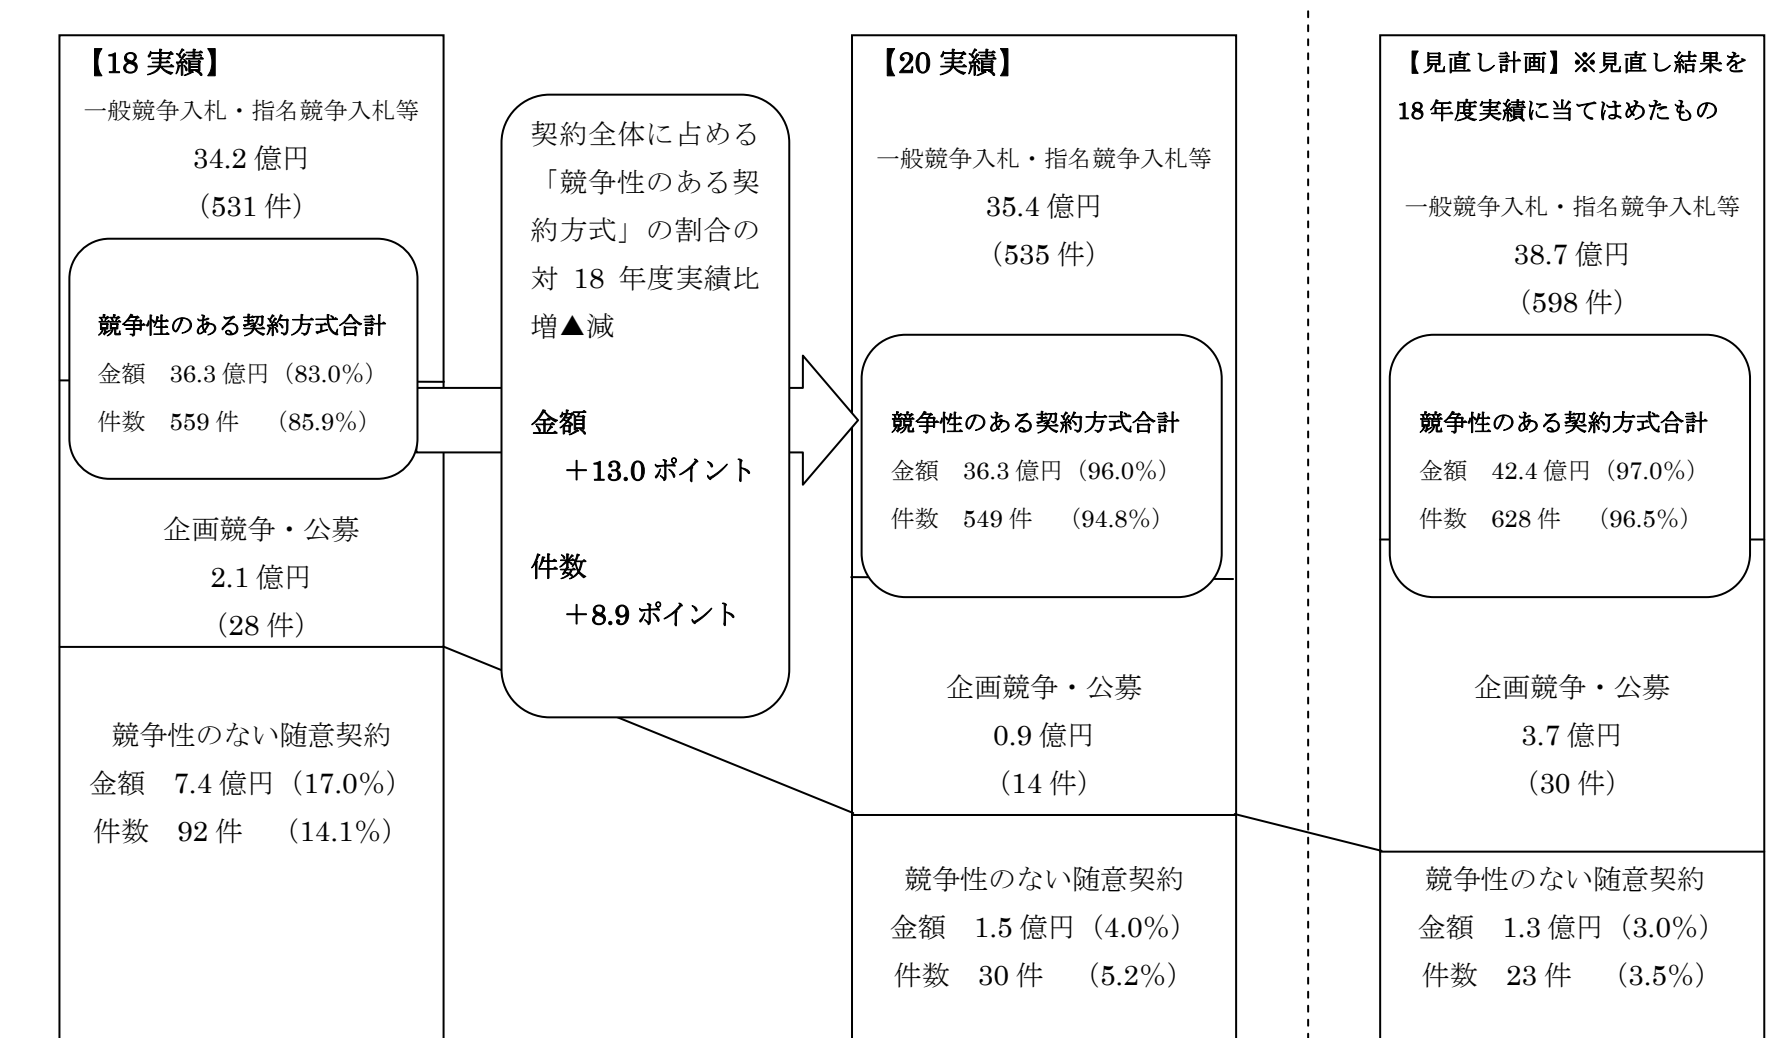 【18 実績】
一般競争入札・指名競争入札等
34.2 億円
（531 件）
競争性のある契約方式合計
金額　36.3 億円（83.0%）
件数　559 件　（85.9%）
企画競争・公募
2.1 億円
（28 件）
競争性のない随意契約
金額　7.4 億円（17.0%）
件数　92 件　（14.1%）
契約全体に占める
「競争性のある契
約方式」の割合の
対 18 年度実績比
増▲減
金額
＋13.0 ポイント
件数
＋8.9 ポイント
【20 実績】
一般競争入札・指名競争入札等
35.4 億円
（535 件）
競争性のある契約方式合計
金額　36.3 億円（96.0%）
件数　549 件　（94.8%）
企画競争・公募
0.9 億円
（14 件）
競争性のない随意契約
金額　1.5 億円（4.0%）
件数　30 件　（5.2%）
【見直し計画】※見直し結果を
18 年度実績に当てはめたもの
一般競争入札・指名競争入札等
38.7 億円
（598 件）
競争性のある契約方式合計
金額　42.4 億円（97.0%）
件数　628 件　（96.5%）
企画競争・公募
3.7 億円
（30 件）
競争性のない随意契約
金額　1.3 億円（3.0%）
件数　23 件　（3.5%）